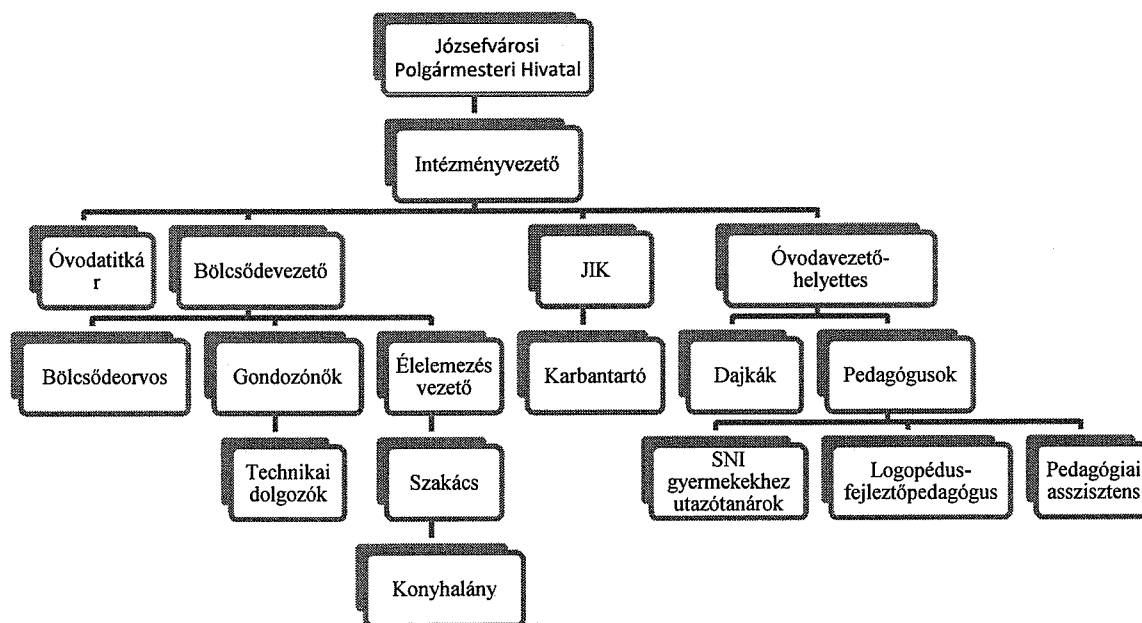 Józsefvárosi
Polgármesteri Hivatal
Intézményvezető
Óvodatitká
r
Bölcsődevezető
JIK
Óvodavezető-
helyettes
Bölcsődeorvos
Gondozónők
Élelemezés
vezető
Karbantartó
Dajkák
Pedagógusok
Technikai
dolgozók
Szakács
SNI
gyermekekhez
utazótanárok
Logopédus-
fejleztőpedagógus
Pedagógiai
asszisztens
Konyhalány